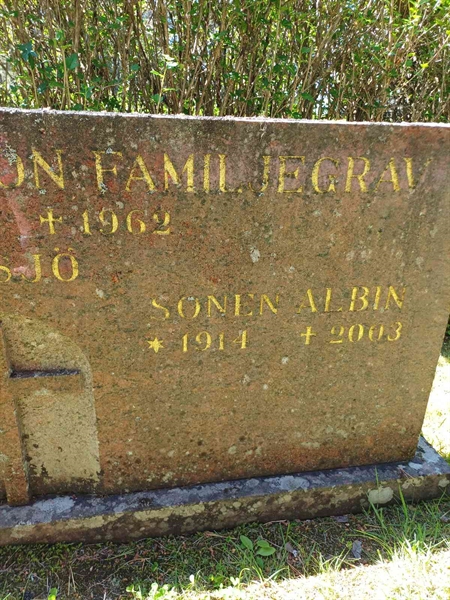 ON FAMILJEGRAV
+ 1962
SJÖ
SONEN ALBIN
* 1914 + 2003